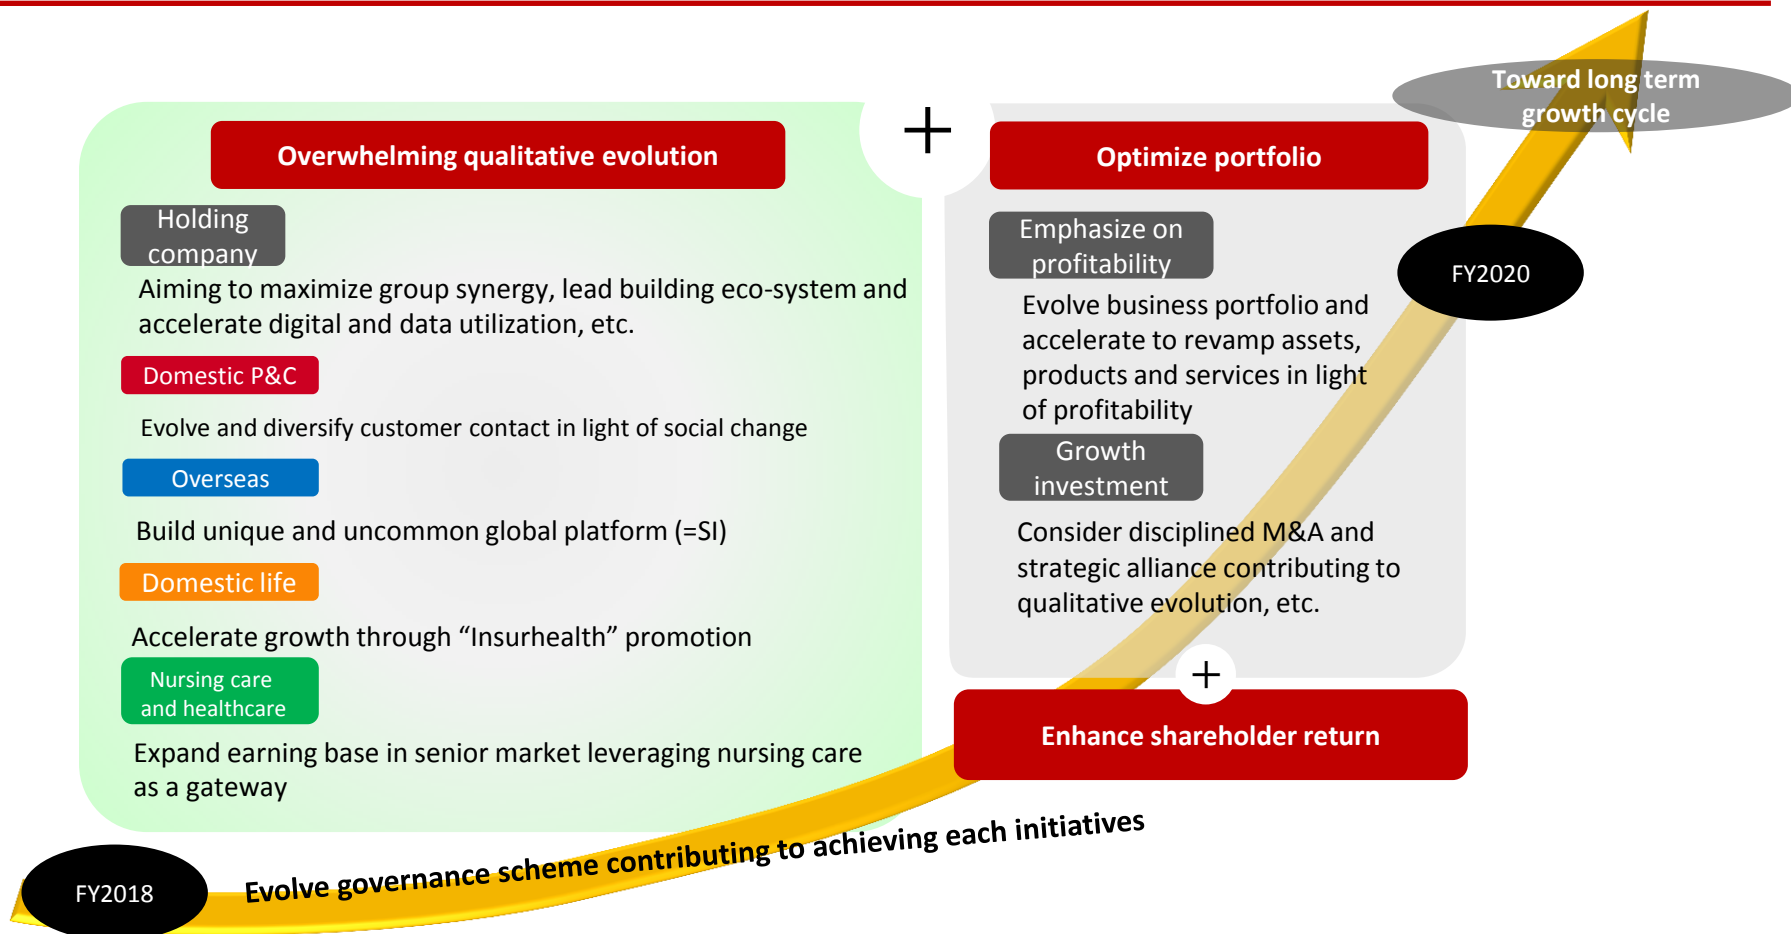 Toward long term
growth cycle
Overwhelming qualitative evolution
Holding
company
Aiming to maximize group synergy, lead building eco-system and
accelerate digital and data utilization, etc.
Domestic P&C
Evolve and diversify customer contact in light of social change
Overseas
Build unique and uncommon global platform (=SI)
Domestic life
Accelerate growth through “Insurhealth” promotion
Nursing care
and healthcare
Expand earning base in senior market leveraging nursing care
as a gateway
+
Optimize portfolio
Emphasize on
profitability
Evolve business portfolio and
accelerate to revamp assets,
products and services in light
of profitability
Growth
investment
Consider disciplined M&A and
strategic alliance contributing to
qualitative evolution, etc.
+
Enhance shareholder return
FY2020
Evolve governance scheme contributing to achieving each initiatives
FY2018